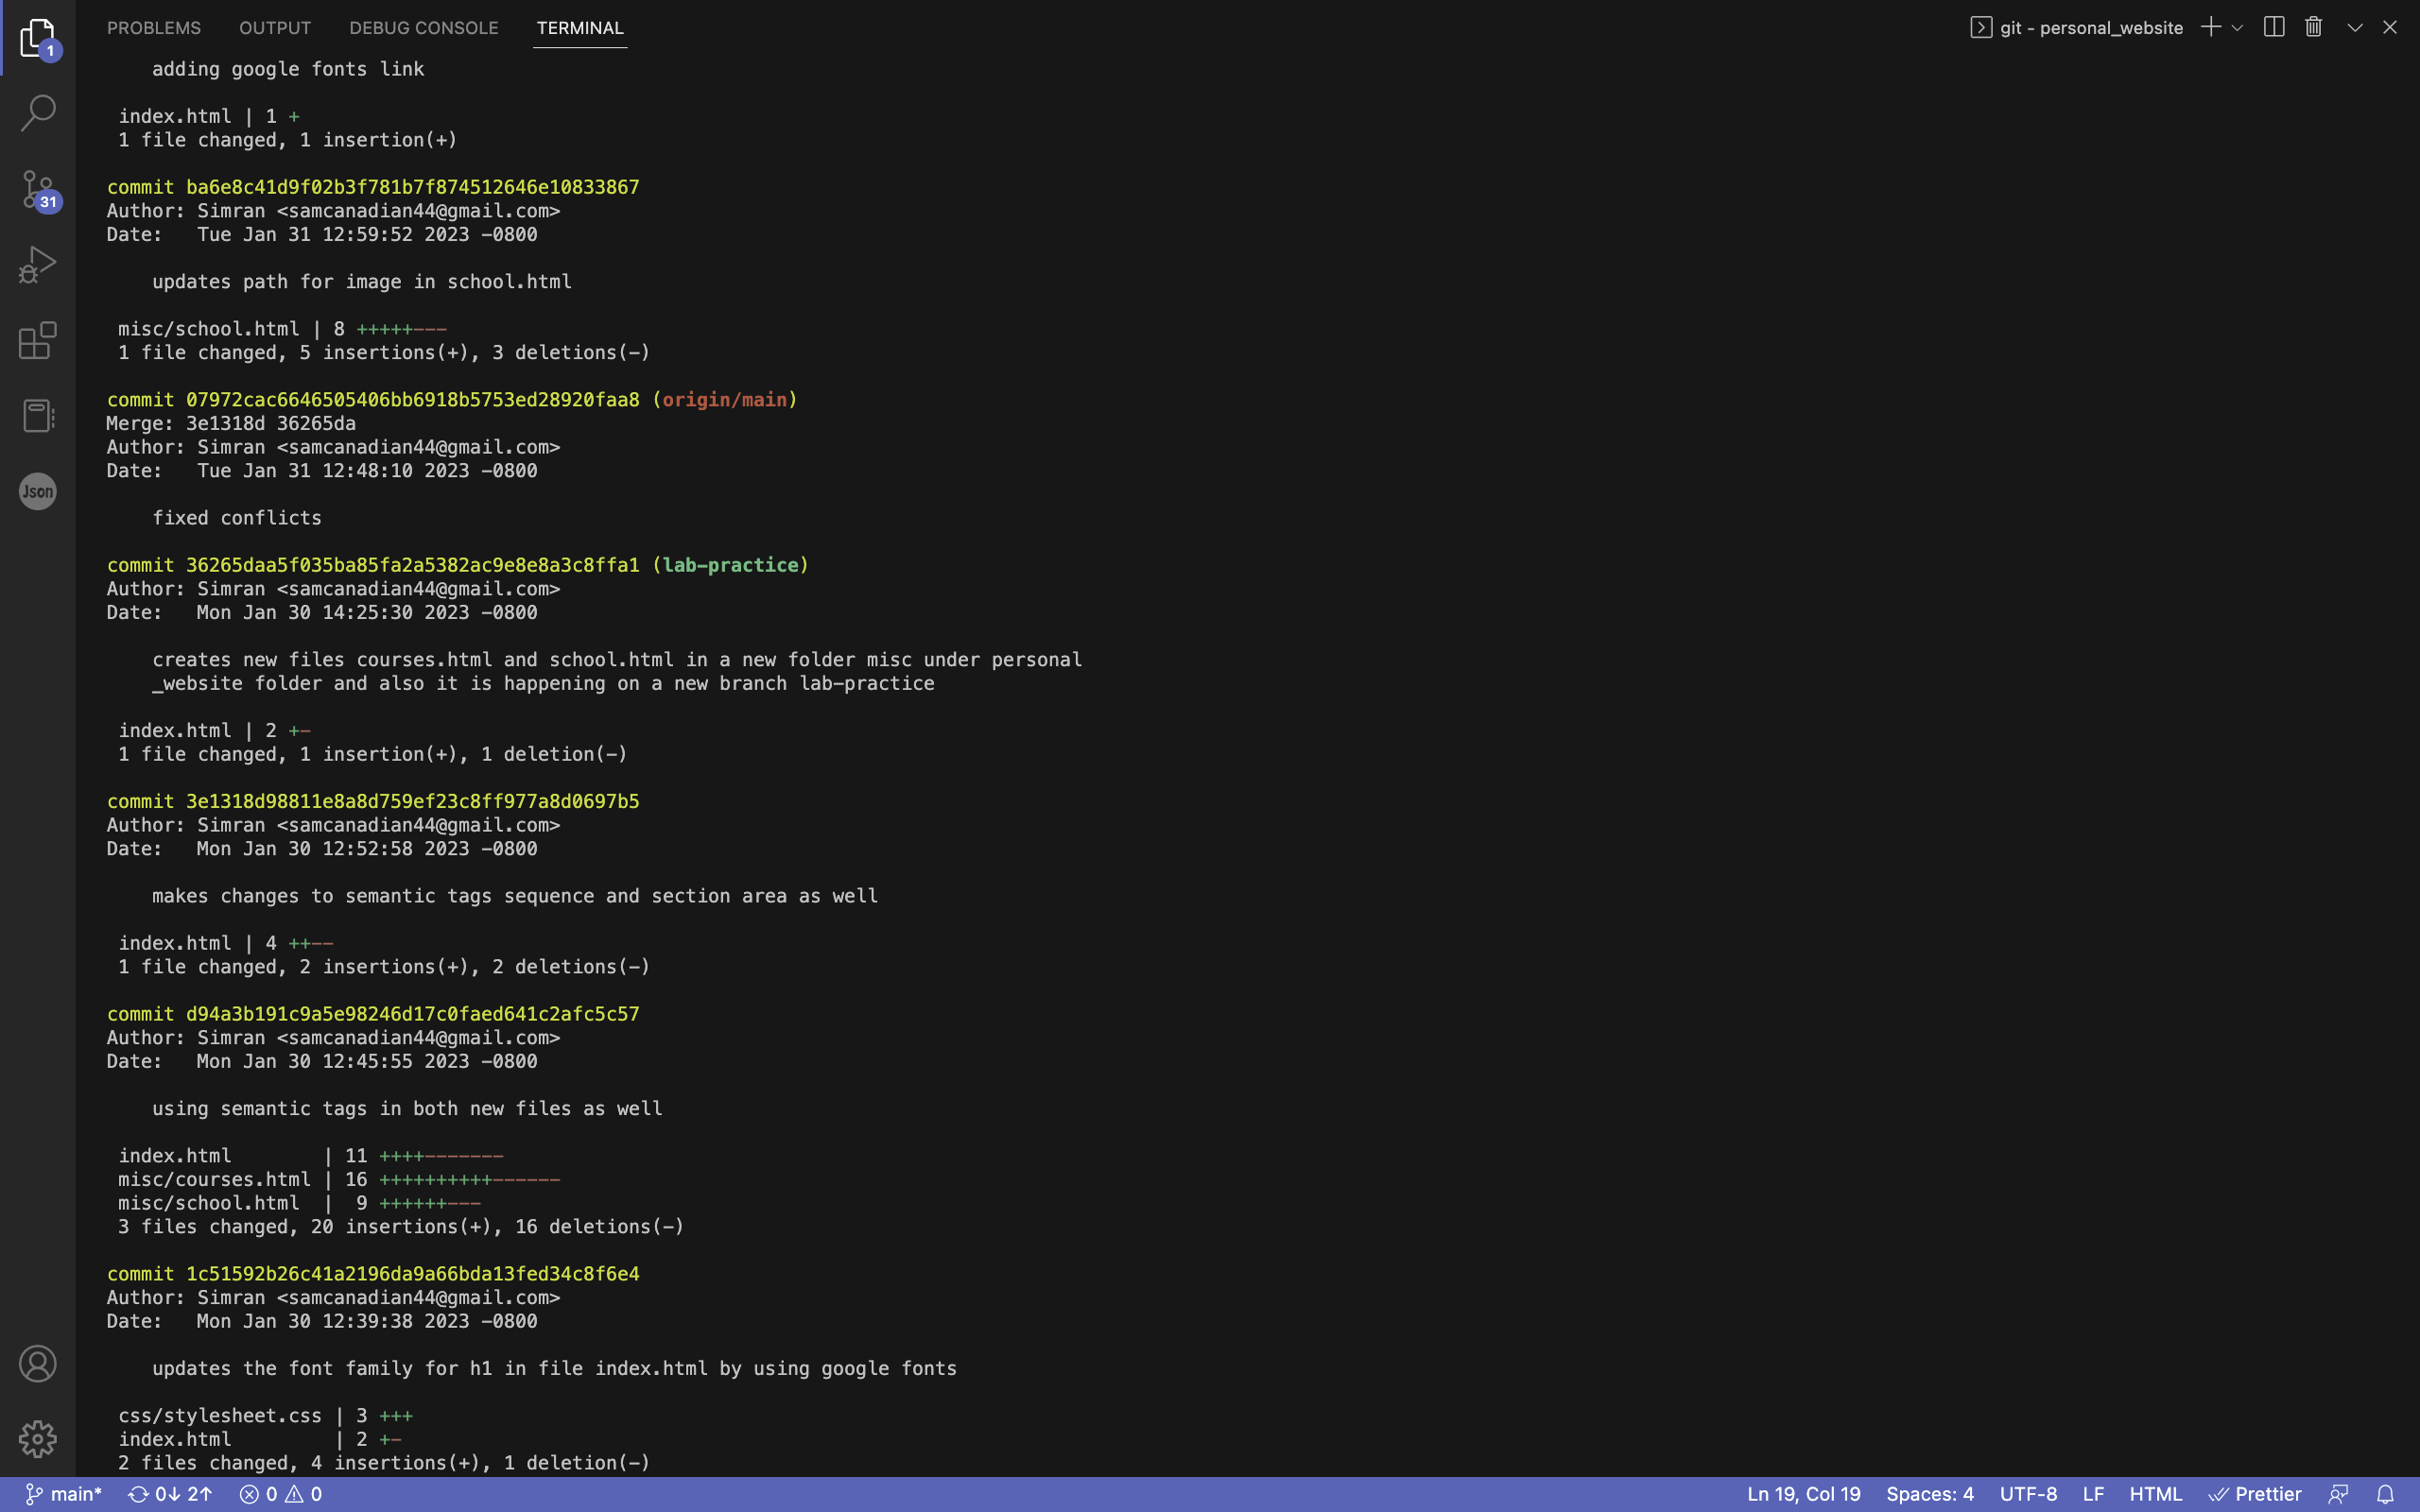 PROBLEMS OUTPUT DEBUG CONSOLE TERMINAL git - personal_website
1
adding google fonts link
index.html | 1 +
1 file changed, 1 insertion(+)
commit ba6e8c41d9f02b3f781b7f874512646e10833867
31
Author: Simran <samcanadian44@gmail.com>
Date:   Tue Jan 31 12:59:52 2023 -0800
updates path for image in school.html
misc/school.html | 8 +++++---
1 file changed, 5 insertions(+), 3 deletions(-)
commit 07972cac6646505406bb6918b5753ed28920faa8 (origin/main)
Merge: 3e1318d 36265da
Author: Simran <samcanadian44@gmail.com>
Date:   Tue Jan 31 12:48:10 2023 -0800
Json
fixed conflicts
commit 36265daa5f035ba85fa2a5382ac9e8e8a3c8ffa1 (lab-practice)
Author: Simran <samcanadian44@gmail.com>
Date:   Mon Jan 30 14:25:30 2023 -0800
creates new files courses.html and school.html in a new folder misc under personal
_website folder and also it is happening on a new branch lab-practice
index.html | 2 +-
1 file changed, 1 insertion(+), 1 deletion(-)
commit 3e1318d98811e8a8d759ef23c8ff977a8d0697b5
Author: Simran <samcanadian44@gmail.com>
Date:   Mon Jan 30 12:52:58 2023 -0800
makes changes to semantic tags sequence and section area as well
index.html | 4 ++--
1 file changed, 2 insertions(+), 2 deletions(-)
commit d94a3b191c9a5e98246d17c0faed641c2afc5c57
Author: Simran <samcanadian44@gmail.com>
Date:   Mon Jan 30 12:45:55 2023 -0800
using semantic tags in both new files as well
index.html        | 11 ++++-------
misc/courses.html | 16 ++++++++++------
misc/school.html  |  9 ++++++---
3 files changed, 20 insertions(+), 16 deletions(-)
commit 1c51592b26c41a2196da9a66bda13fed34c8f6e4
Author: Simran <samcanadian44@gmail.com>
Date:   Mon Jan 30 12:39:38 2023 -0800
updates the font family for h1 in file index.html by using google fonts
css/stylesheet.css | 3 +++
index.html         | 2 +-
2 files changed, 4 insertions(+), 1 deletion(-)
main* 0↓ 2↑ 0 0 Ln 19, Col 19 Spaces: 4 UTF-8 LF HTML Prettier